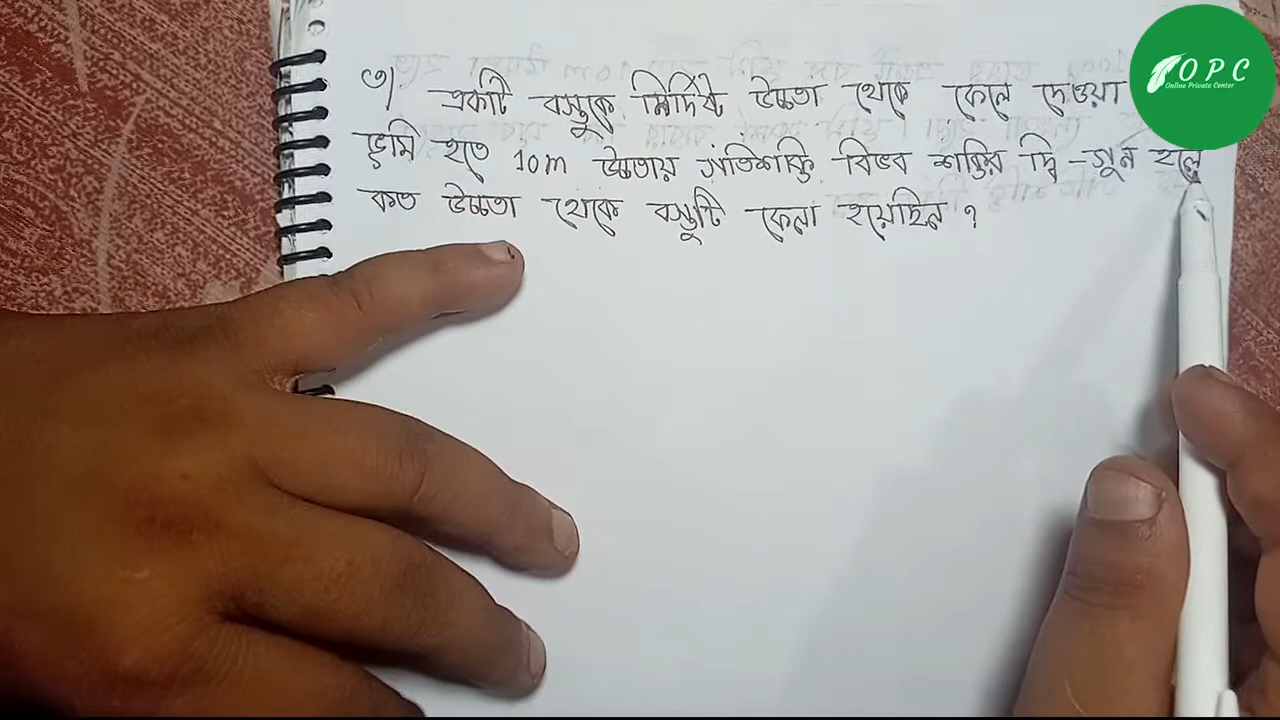 OPC
Online Private Center
৩| একটি বস্তুকে নির্দিষ্ট উচ্চতা থেকে ফেলে দেওয়া
ভূমি হতে 10m উচ্চতায় গতিশক্তি বিভব শক্তির দ্বি-গুন হলে
কত উচ্চতা থেকে বস্তুটি ফেলা হয়েছিল ?